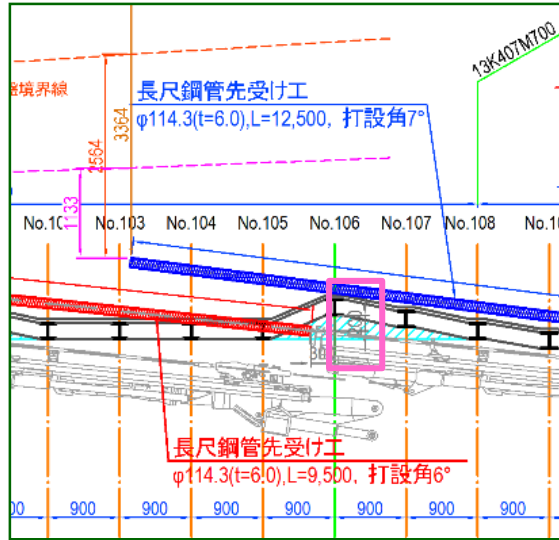 13K407M700
境界線
長尺鋼管先受け工
φ114.3(t=6.0),L=12,500, 打設角7°
3364
2564
1133
No.103 No.104 No.105 No.106 No.107 No.108
長尺鋼管先受け工
φ114.3(t=6.0),L=9,500, 打設角6°
900 900 900 900 900 900 900